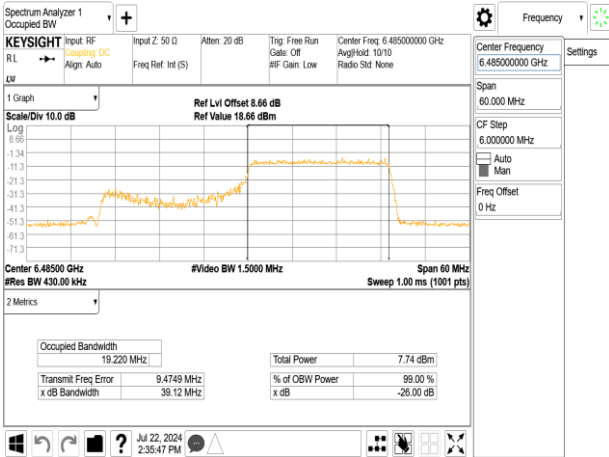 Spectrum Analyzer 1
Occupied BW
+
Frequency
KEYSIGHT
RL
LXI
Input: RF
Coupling: DC
Align: Auto
Input Z: 50 Ω
Freq Ref: Int (S)
Atten: 20 dB
Trig: Free Run
Gate: Off
#IF Gain: Low
Center Freq: 6.485000000 GHz
Avg|Hold: 10/10
Radio Std: None
Center Frequency
6.485000000 GHz
Settings
Span
60.000 MHz
CF Step
6.000000 MHz
Auto
Man
Freq Offset
0 Hz
1 Graph
Scale/Div 10.0 dB
Ref Lvl Offset 8.66 dB
Ref Value 18.66 dBm
Log
8.66
-1.34
-11.3
-21.3
-31.3
-41.3
-51.3
-61.3
-71.3
Center 6.48500 GHz
#Res BW 430.00 kHz
#Video BW 1.5000 MHz
Span 60 MHz
Sweep 1.00 ms (1001 pts)
2 Metrics
Occupied Bandwidth
19.220 MHz
Transmit Freq Error 9.4749 MHz
x dB Bandwidth 39.12 MHz
Total Power 7.74 dBm
% of OBW Power 99.00 %
x dB -26.00 dB
?
Jul 22, 2024
2:35:47 PM